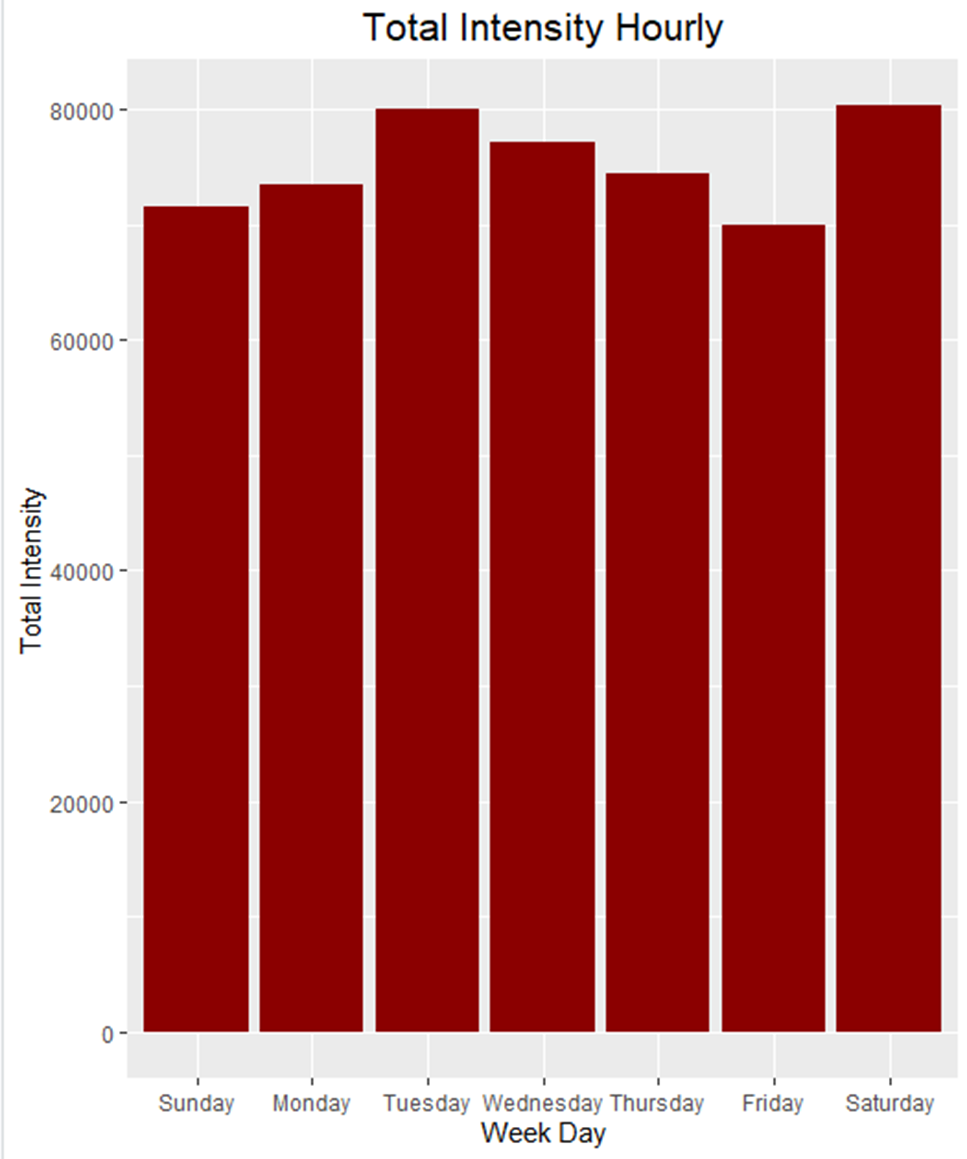 Total Intensity Hourly
80000
60000
40000
20000
0
Total Intensity
Sunday Monday Tuesday Wednesday Thursday Friday Saturday
Week Day